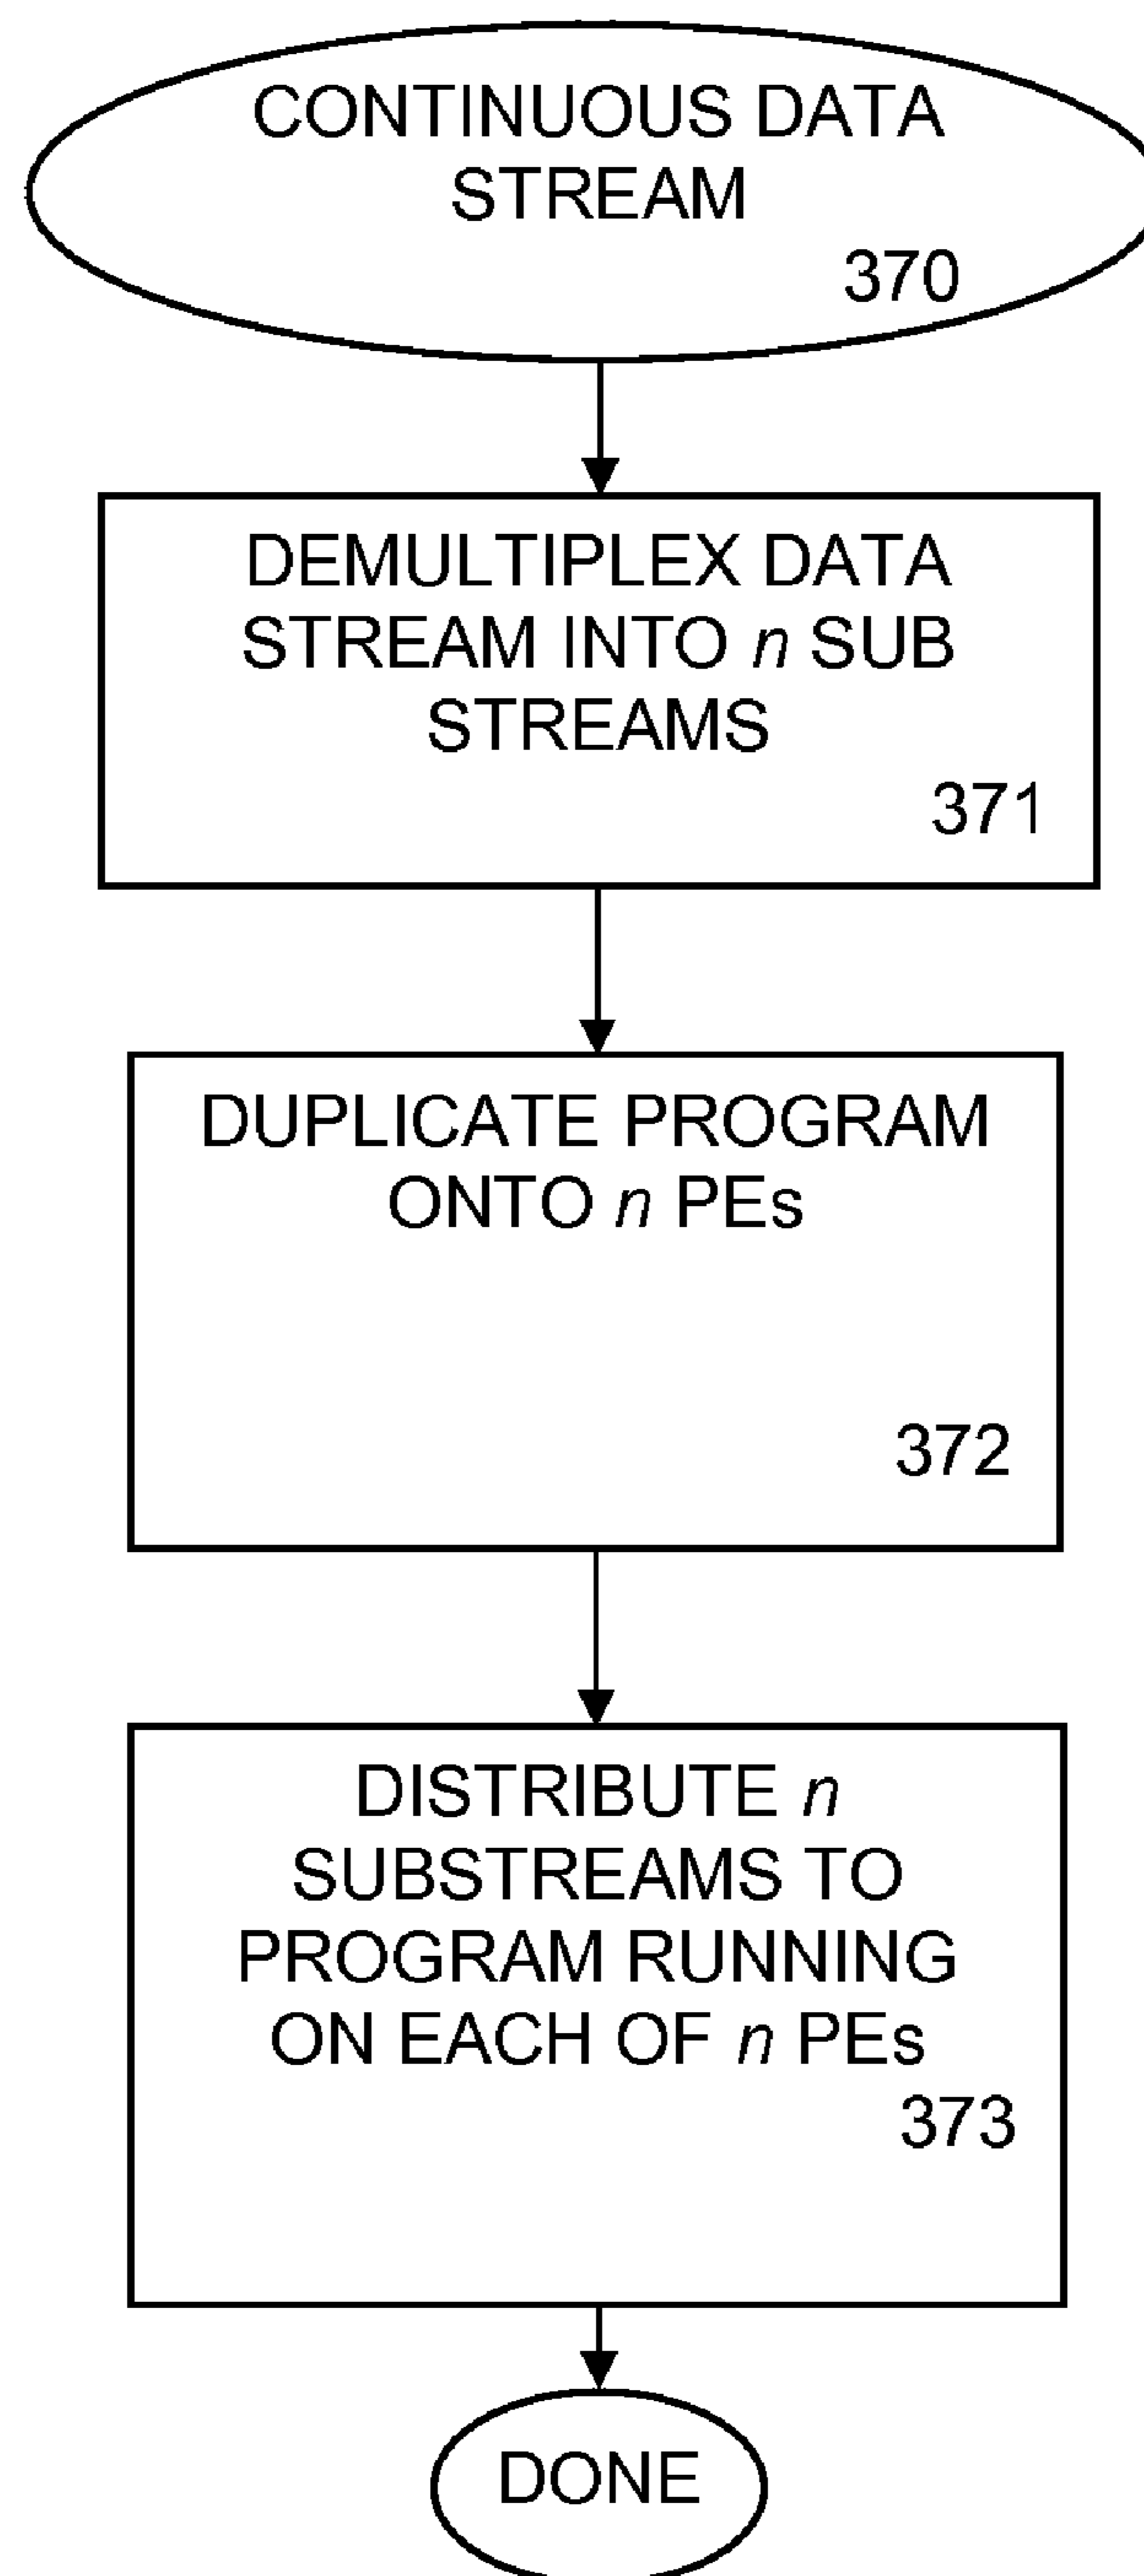 CONTINUOUS DATA
STREAM
370
DEMULTIPLEX DATA
STREAM INTO n SUB
STREAMS
371
DUPLICATE PROGRAM
ONTO n PEs
372
DISTRIBUTE n
SUBSTREAMS TO
PROGRAM RUNNING
ON EACH OF n PEs
373
DONE